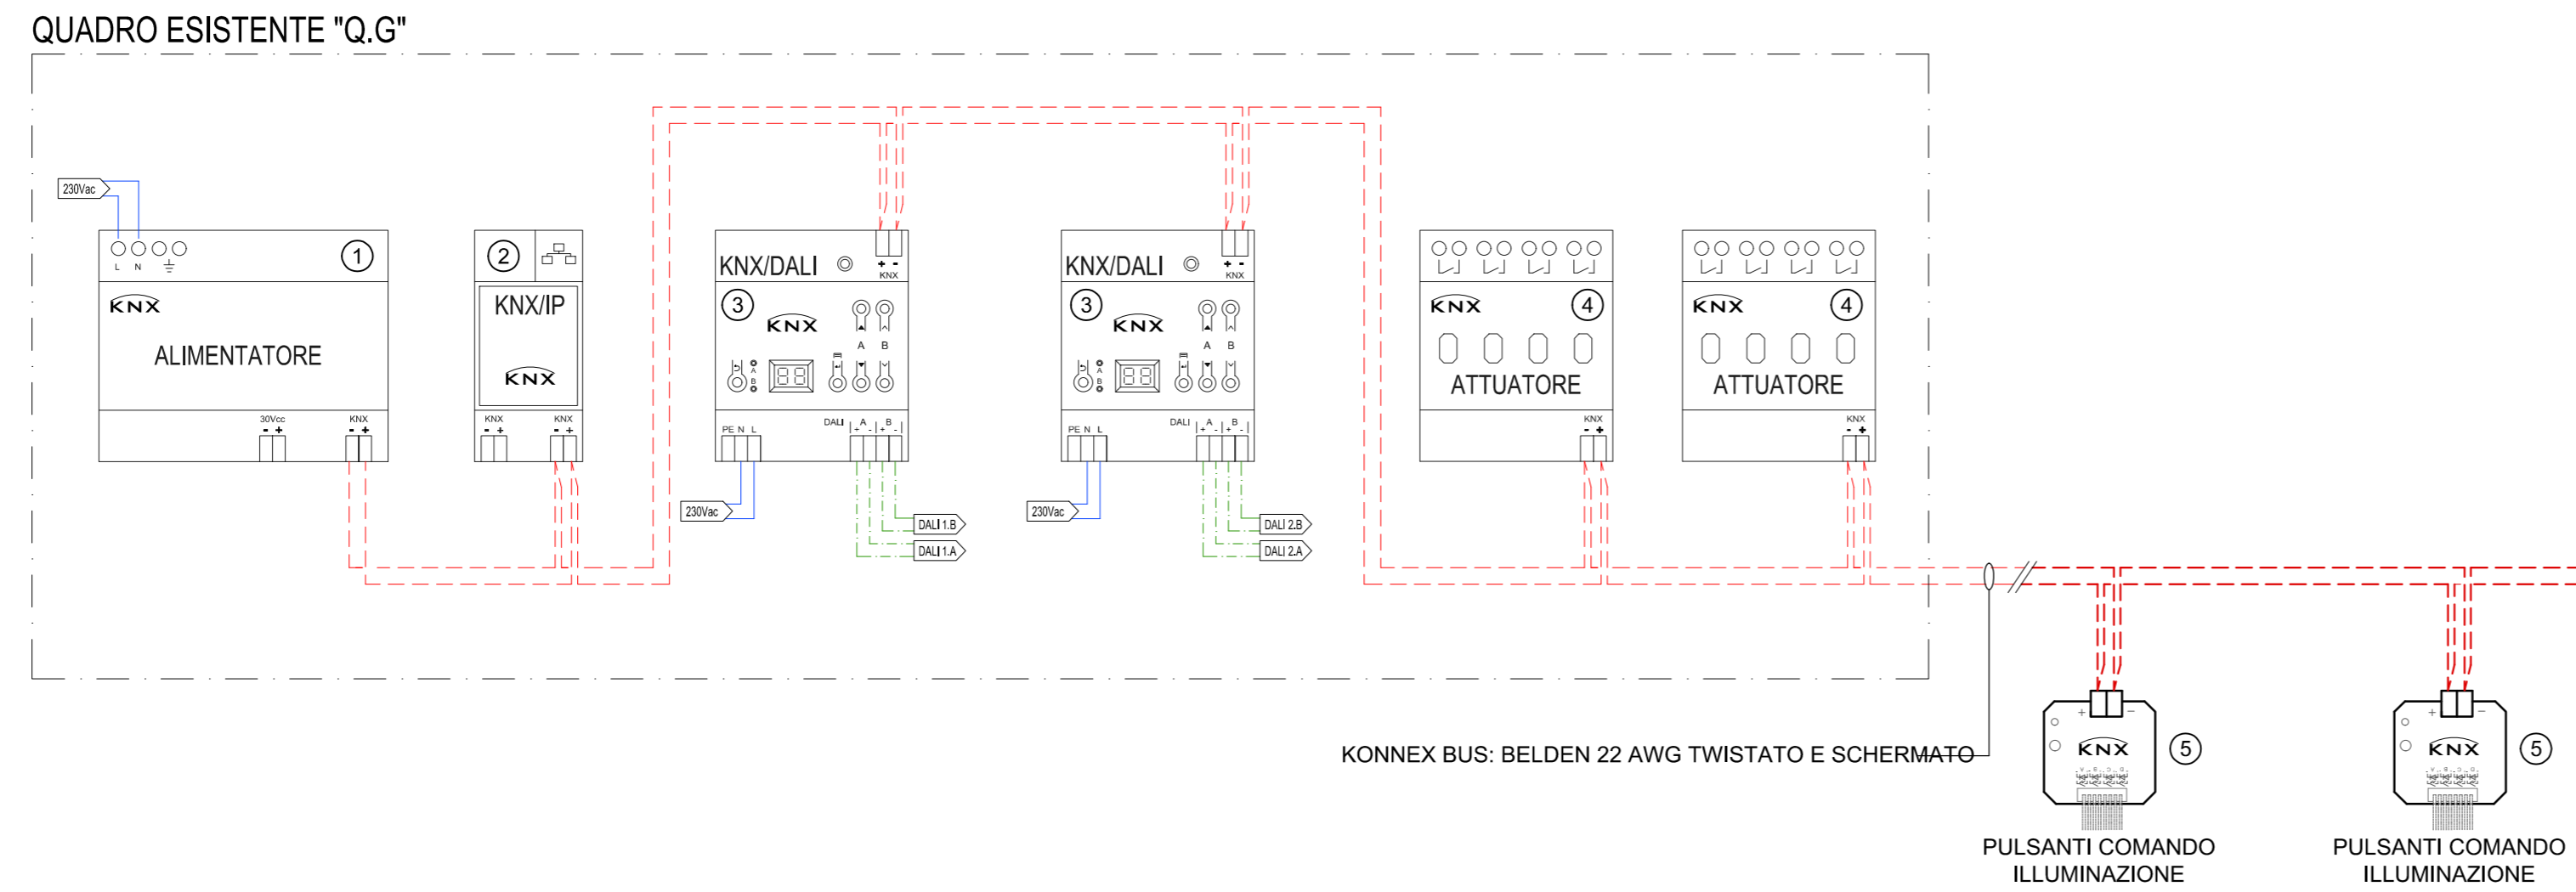 QUADRO ESISTENTE "Q.G"
230Vac
L N
1
KNX
ALIMENTATORE
30Vcc
- +
KNX
- +
2
KNX/IP
KNX
KNX
- +
KNX
- +
KNX/DALI
+ -
KNX
3
KNX
A B
A
B
88
PE N L
DALI
A B
+ - + -
230Vac
DALI 1.B
DALI 1.A
KNX/DALI
+ -
KNX
3
KNX
A B
A
B
88
PE N L
DALI
A B
+ - + -
230Vac
DALI 2.B
DALI 2.A
KNX
4
ATTUATORE
KNX
- +
KNX
4
ATTUATORE
KNX
- +
KONNEX BUS: BELDEN 22 AWG TWISTATO E SCHERMATO
+ -
KNX
5
PULSANTI COMANDO
ILLUMINAZIONE
+ -
KNX
5
PULSANTI COMANDO
ILLUMINAZIONE